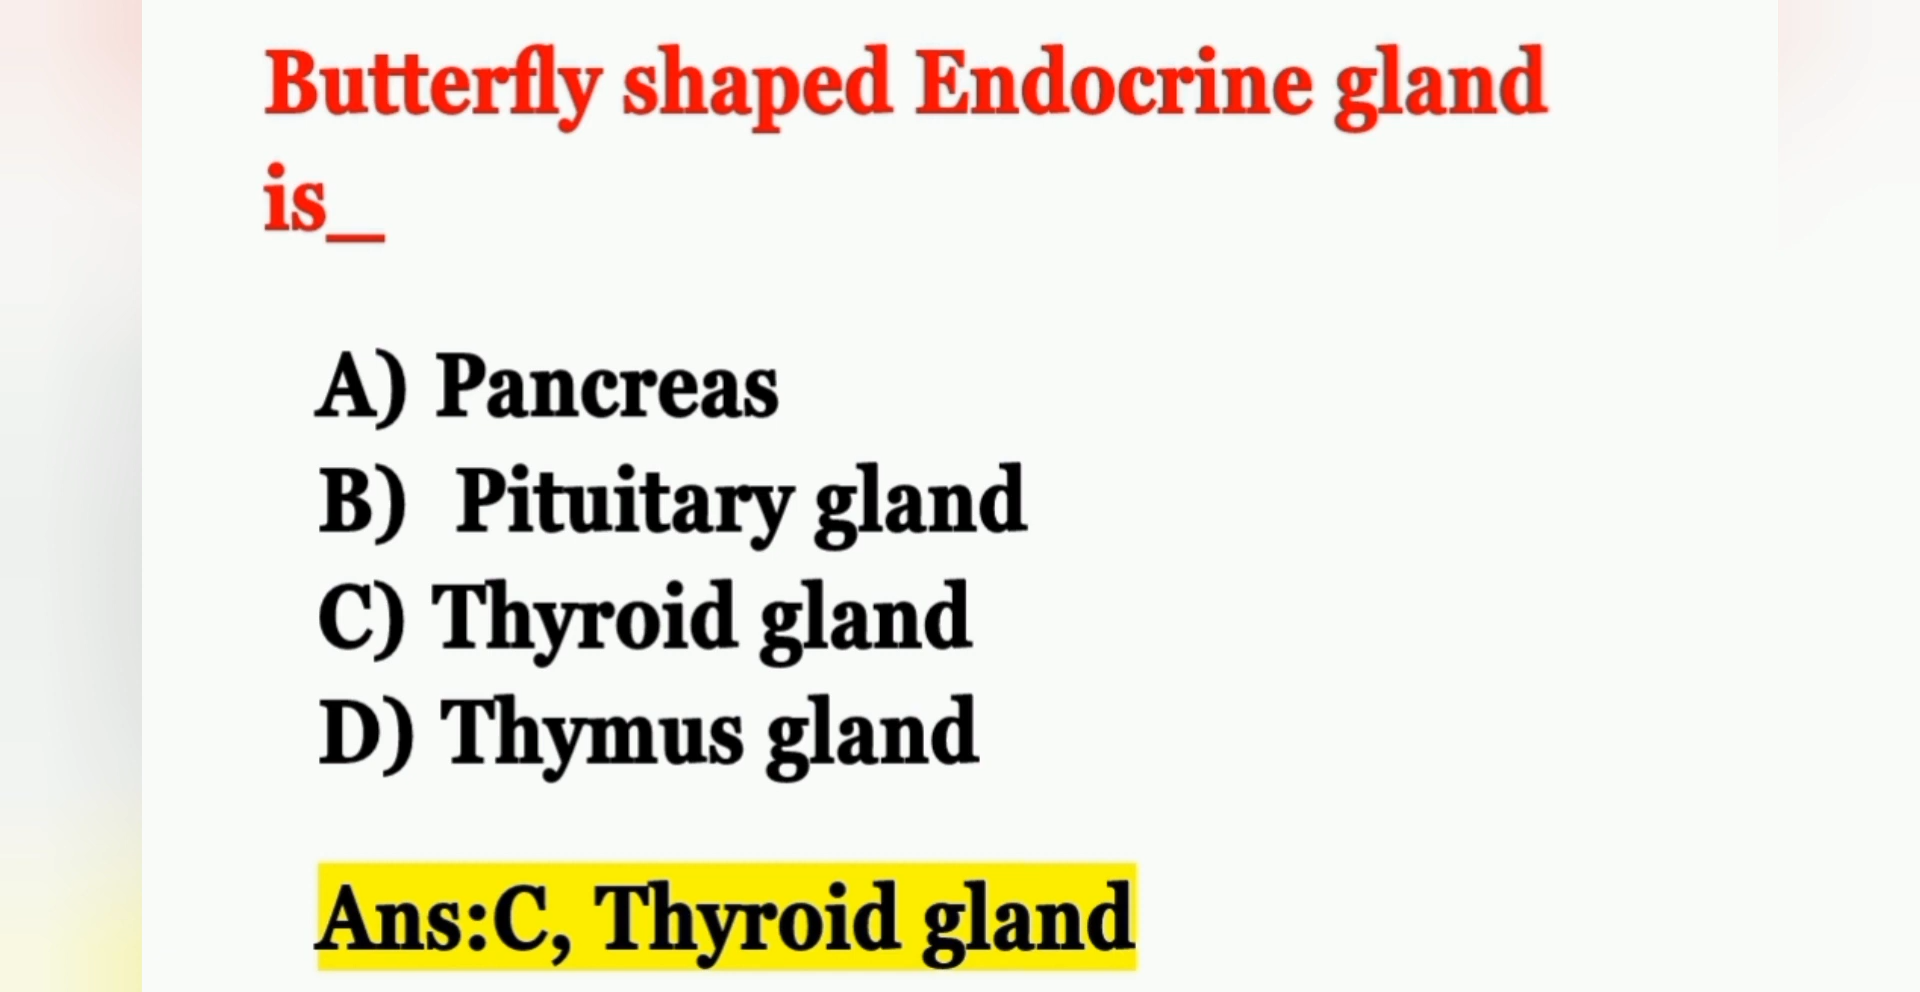 Butterfly shaped Endocrine gland
is_
A) Pancreas
B) Pituitary gland
C) Thyroid gland
D) Thymus gland
Ans:C, Thyroid gland